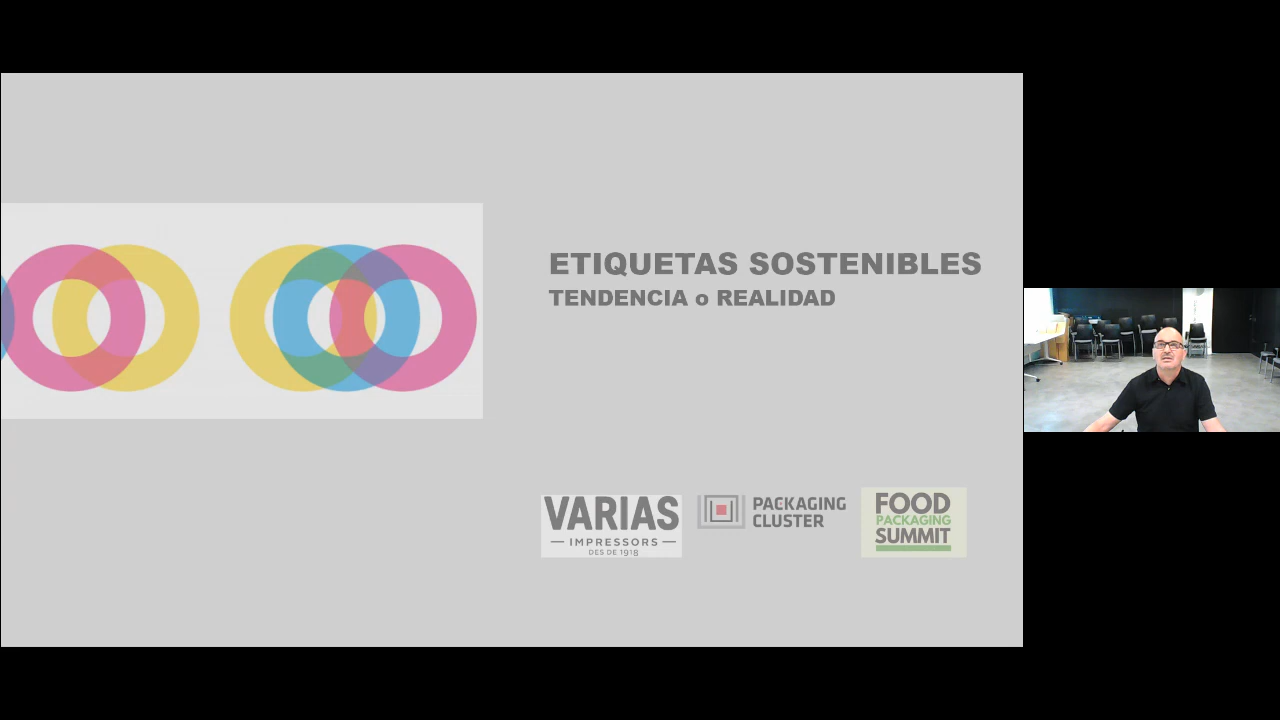 ETIQUETAS SOSTENIBLES
TENDENCIA o REALIDAD
VARIAS
IMPRESSORS
DES DE 1918
PACKAGING
CLUSTER
FOOD
PACKAGING
SUMMIT